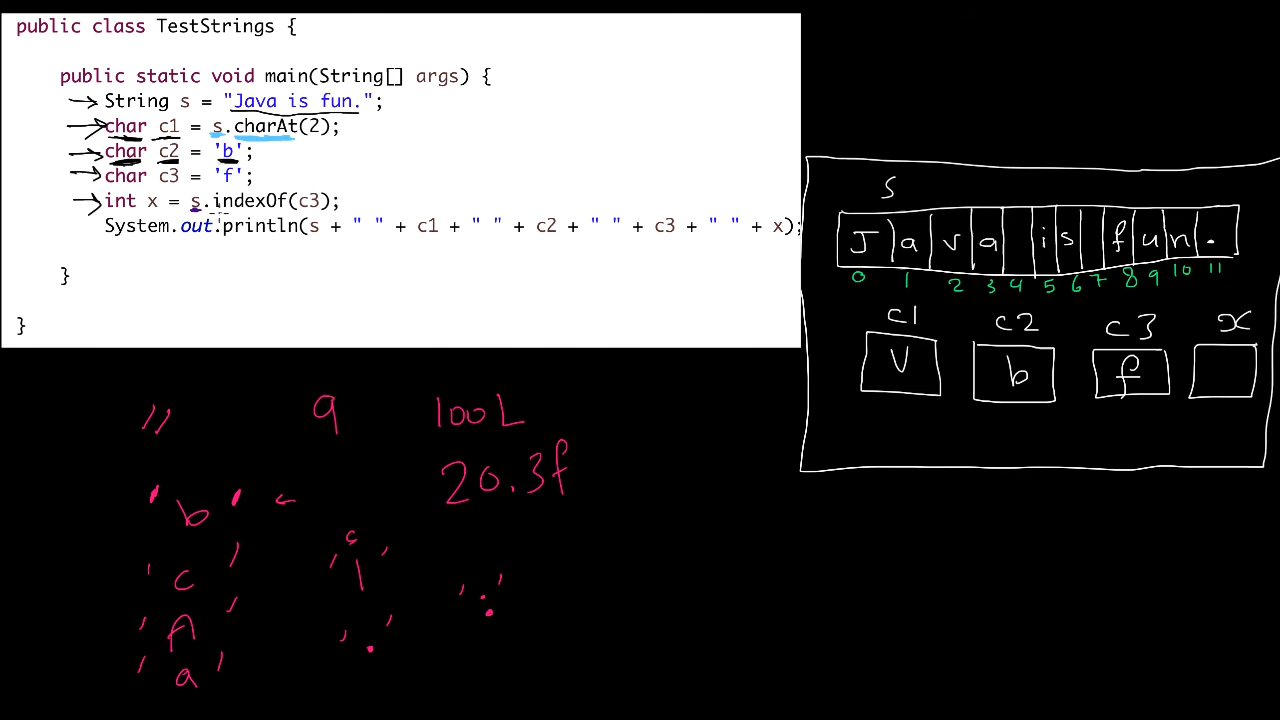 public class TestStrings {
public static void main(String[] args) {
String s = "Java is fun.";
char c1 = s.charAt(2);
char c2 = 'b';
char c3 = 'f';
int x = s.indexOf(c3);
System.out.println(s + " " + c1 + " " + c2 + " " + c3 + " " + x);
}
}
s
J a v a i s f u n .
0 1 2 3 4 5 6 7 8 9 10 11
c1 c2 c3 x
V b f
" 9 100L
'b' 20.3f
'c'
'A' '.' ':'
'a'